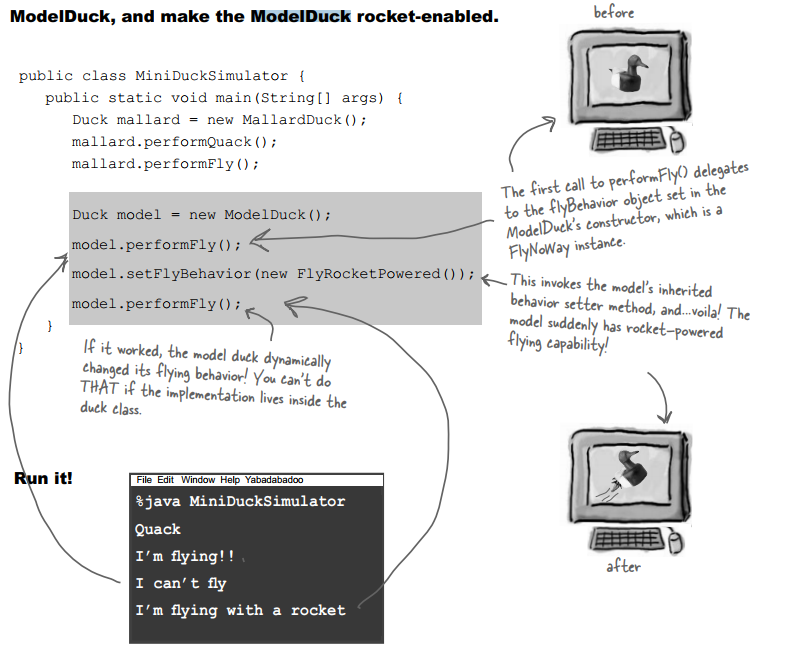 ModelDuck, and make the ModelDuck rocket-enabled.
before
public class MiniDuckSimulator {
public static void main(String[] args) {
Duck mallard = new MallardDuck();
mallard.performQuack();
mallard.performFly();
Duck model = new ModelDuck();
model.performFly();
model.setFlyBehavior(new FlyRocketPowered());
model.performFly();
}
}
The first call to performFly() delegates
to the flyBehavior object set in the
ModelDuck's constructor, which is a
FlyNoWay instance.
This invokes the model's inherited
behavior setter method, and...voila! The
model suddenly has rocket-powered
flying capability!
If it worked, the model duck dynamically
changed its flying behavior! You can't do
THAT if the implementation lives inside the
duck class.
Run it!
File Edit Window Help Yabadabadoo
%java MiniDuckSimulator
Quack
I'm flying!!
I can't fly
I'm flying with a rocket
after